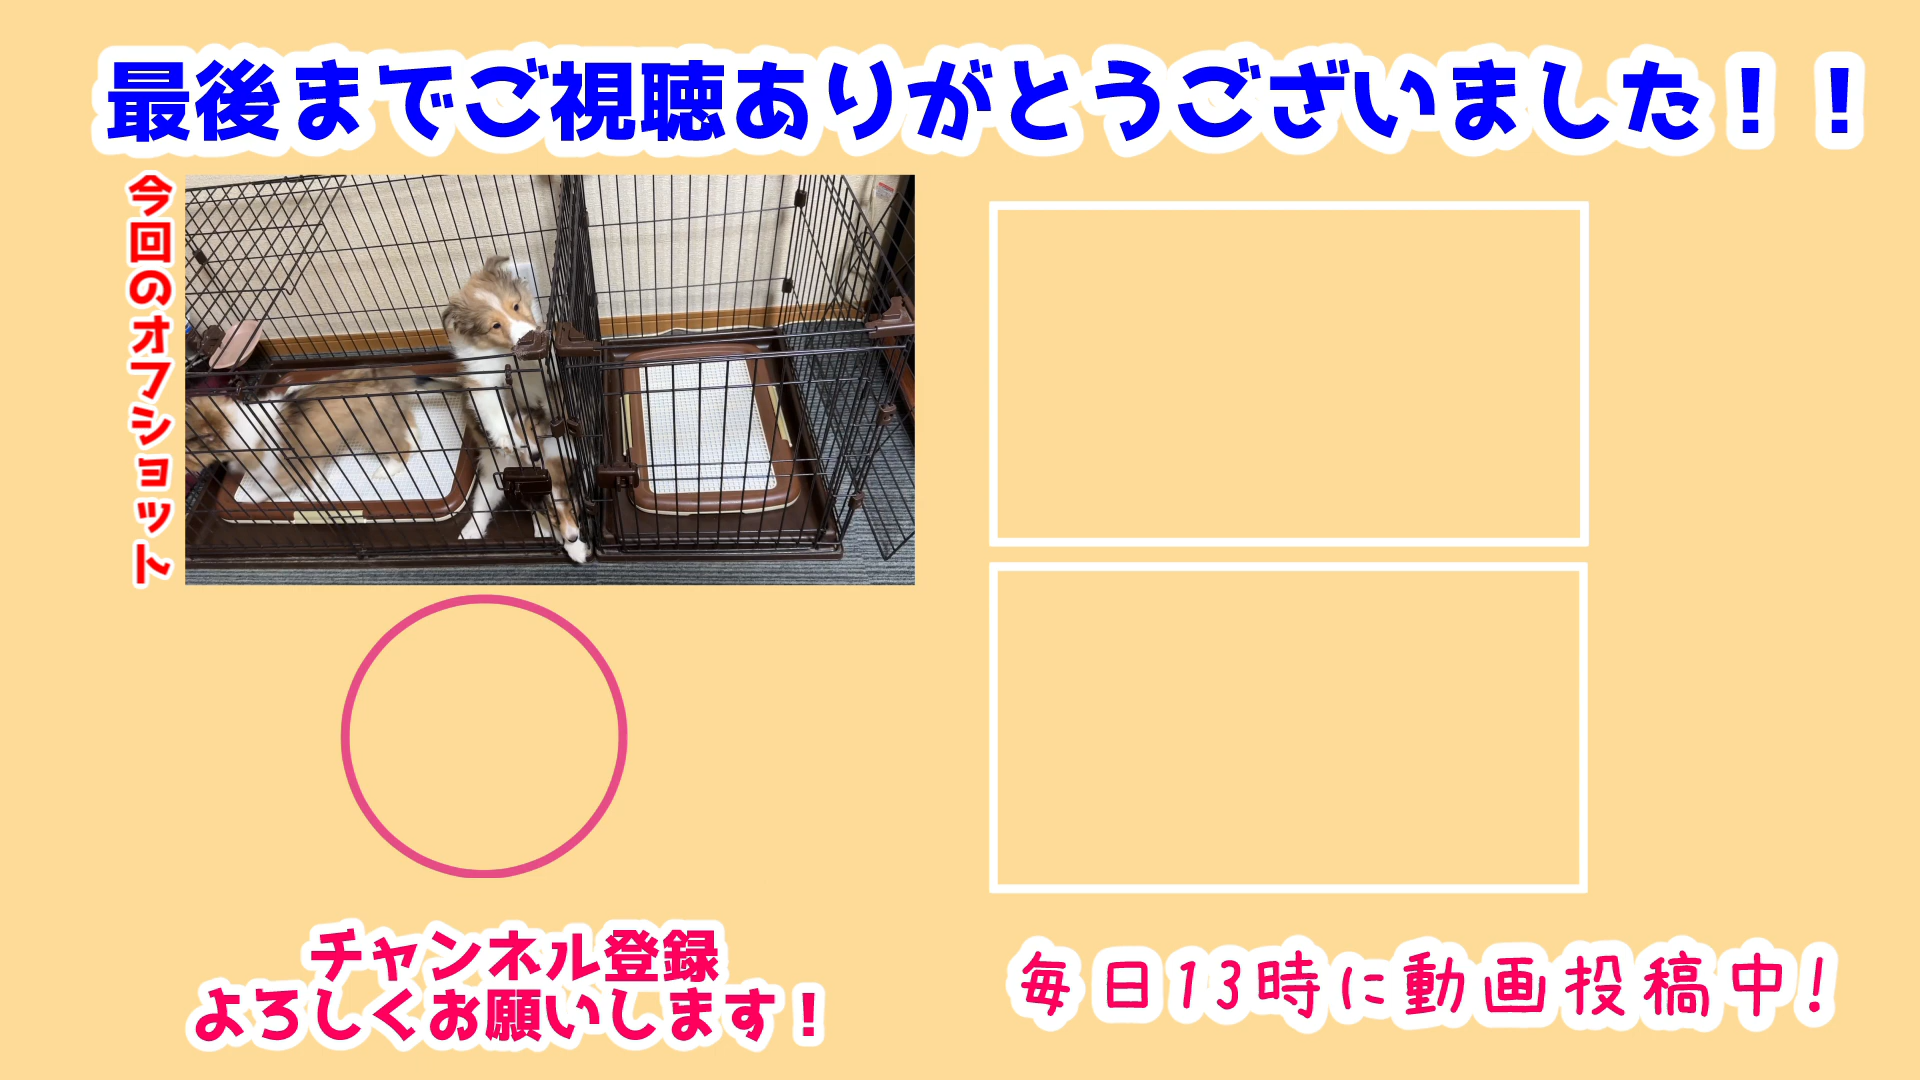 最後までご視聴ありがとうございました！！
今回のオフショット
チャンネル登録
よろしくお願いします！
毎日13時に動画投稿中！